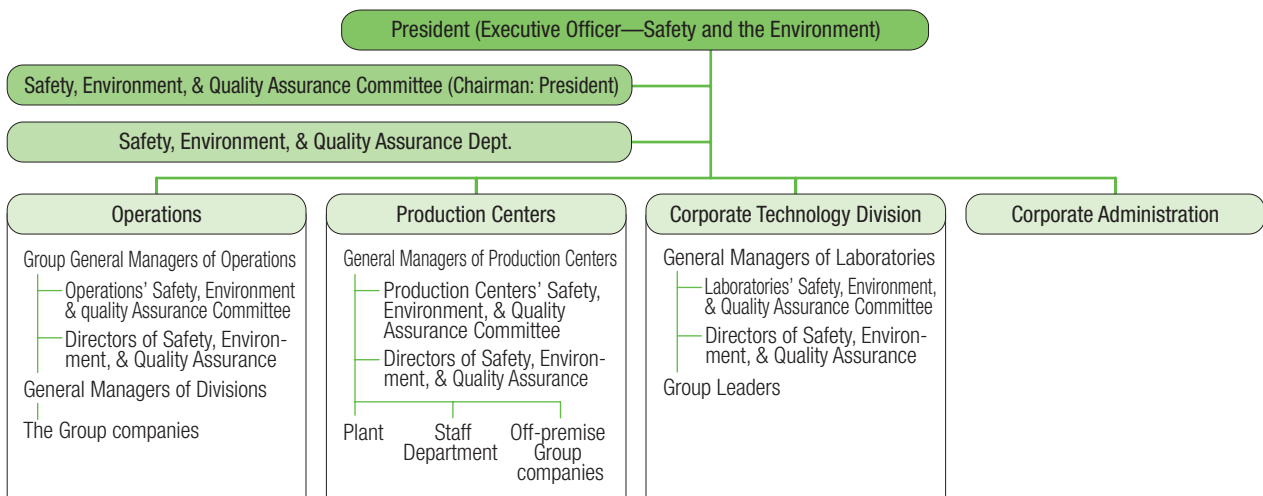 President (Executive Officer—Safety and the Environment)
Safety, Environment, & Quality Assurance Committee (Chairman: President)
Safety, Environment, & Quality Assurance Dept.
Operations
Group General Managers of Operations
Operations' Safety, Environment
& quality Assurance Committee
Directors of Safety, Environ-
ment, & Quality Assurance
General Managers of Divisions
The Group companies
Production Centers
General Managers of Production Centers
Production Centers' Safety,
Environment, & Quality
Assurance Committee
Directors of Safety, Environ-
ment, & Quality Assurance
Plant
Staff
Department
Off-premise
Group
companies
Corporate Technology Division
General Managers of Laboratories
Laboratories' Safety, Environment,
& Quality Assurance Committee
Directors of Safety, Environ-
ment, & Quality Assurance
Group Leaders
Corporate Administration